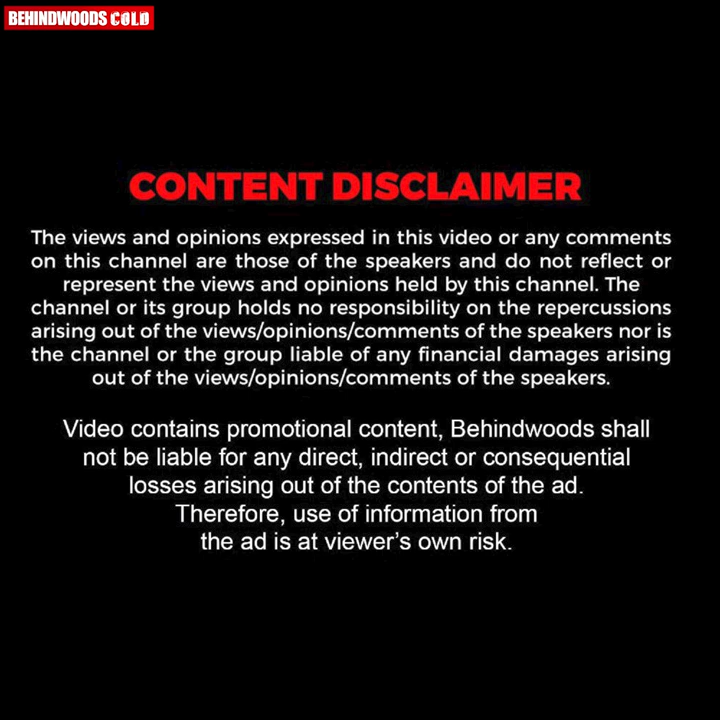 BEHINDWOODS COLD
CONTENT DISCLAIMER
The views and opinions expressed in this video or any comments
on this channel are those of the speakers and do not reflect or
represent the views and opinions held by this channel. The
channel or its group holds no responsibility on the repercussions
arising out of the views/opinions/comments of the speakers nor is
the channel or the group liable of any financial damages arising
out of the views/opinions/comments of the speakers.
Video contains promotional content, Behindwoods shall
not be liable for any direct, indirect or consequential
losses arising out of the contents of the ad.
Therefore, use of information from
the ad is at viewer's own risk.